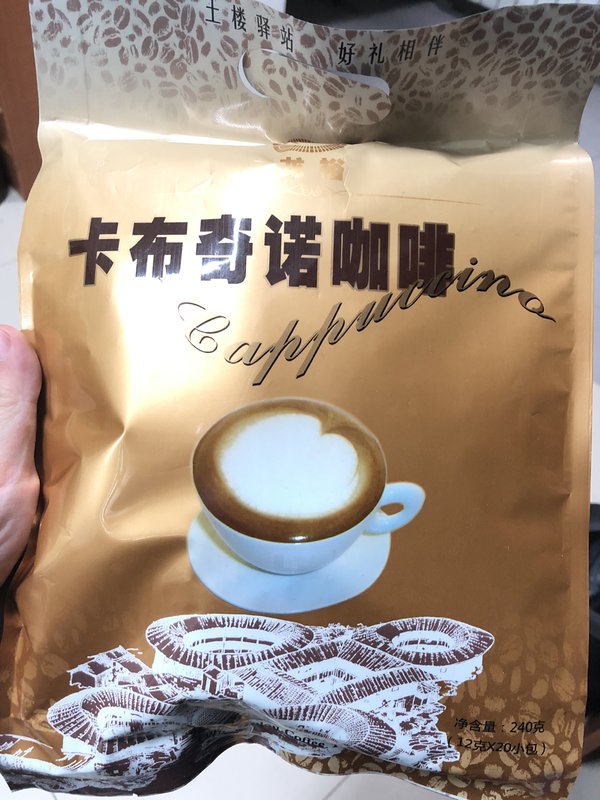 土楼驿站 好礼相伴
卡布奇诺咖啡
Cappuccino
Coffee
净含量：240克
（12克X20小包）